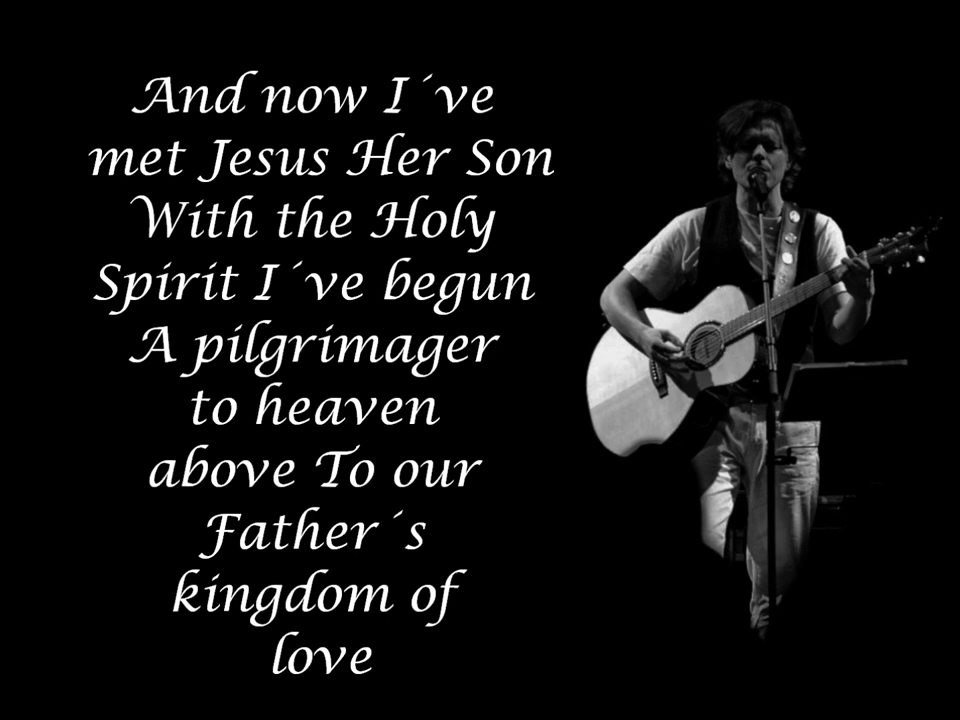 And now I´ve
met Jesus Her Son
With the Holy
Spirit I´ve begun
A pilgrimager
to heaven
above To our
Father´s
kingdom of
love